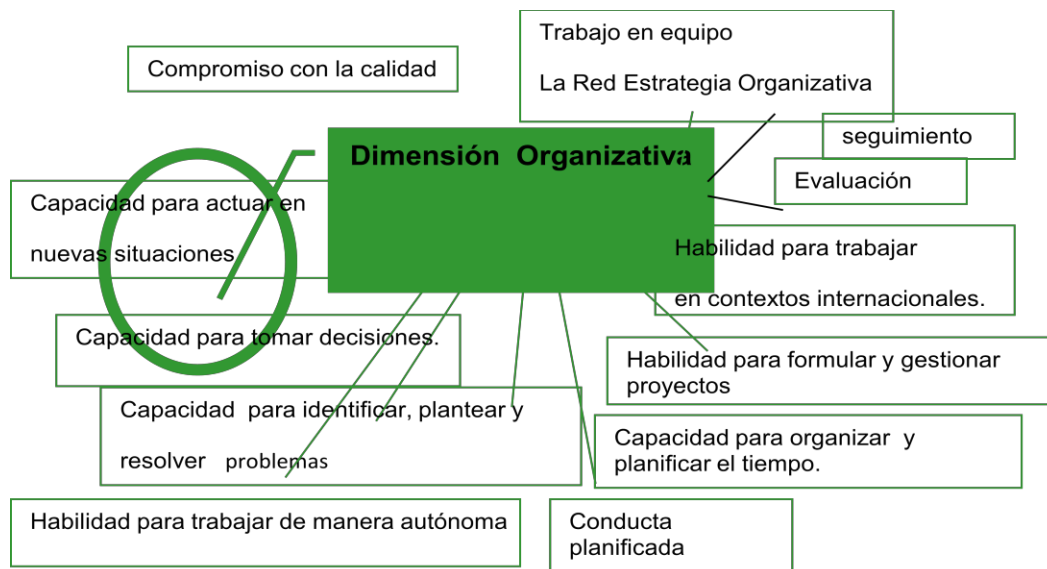 Trabajo en equipo
La Red Estrategia Organizativa
Compromiso con la calidad
seguimiento
Dimensión Organizativa
Evaluación
Capacidad para actuar en
nuevas situaciones
Habilidad para trabajar
en contextos internacionales.
Capacidad para tomar decisiones.
Habilidad para formular y gestionar
proyectos
Capacidad para identificar, plantear y
resolver problemas
Capacidad para organizar y
planificar el tiempo.
Habilidad para trabajar de manera autónoma
Conducta
planificada